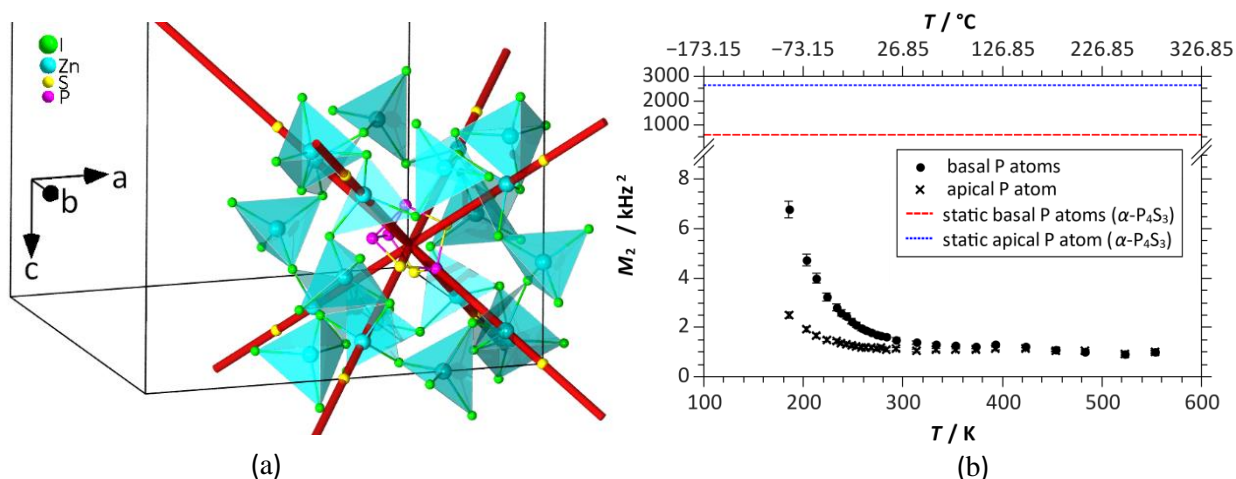 I
Zn
S
P
a
b
c
(a)
T / °C
−173.15 −73.15 26.85 126.85 226.85 326.85
3000
2000
1000
8
6
4
2
0
M₂ / kHz²
basal P atoms
apical P atom
static basal P atoms (α-P₄S₃)
static apical P atom (α-P₄S₃)
100 200 300 400 500 600
T / K
(b)